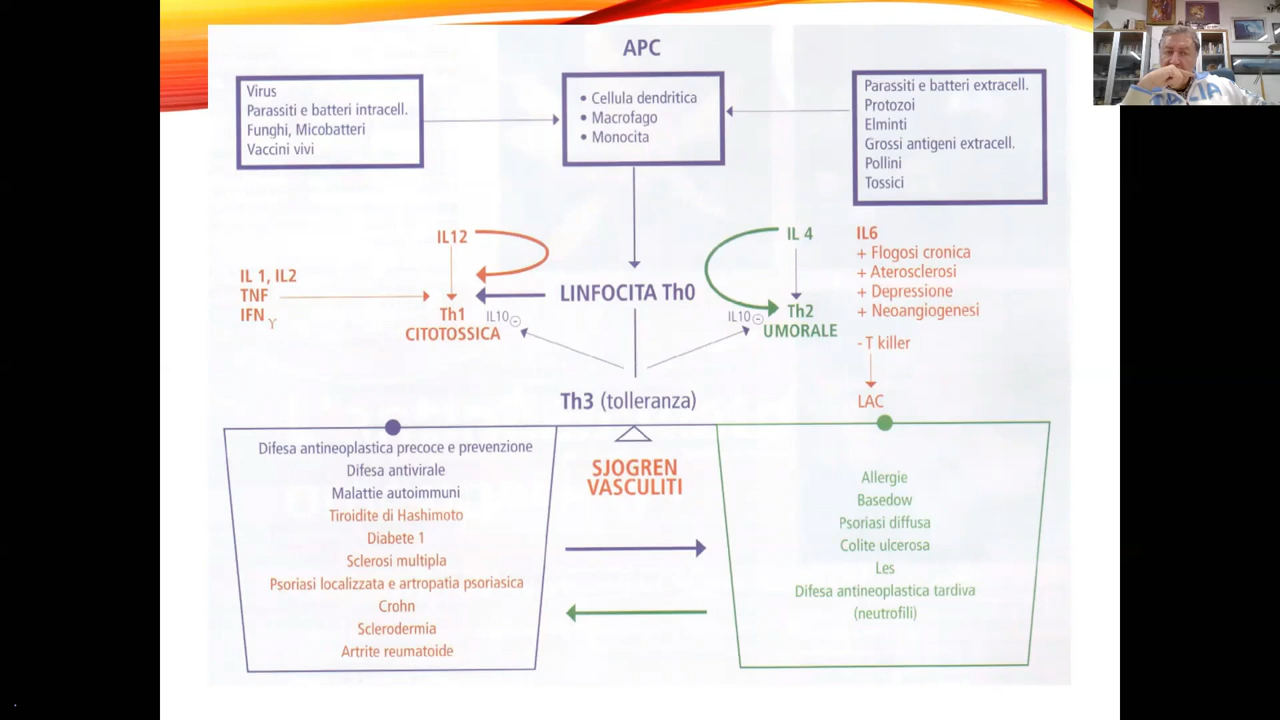 APC
Virus
Parassiti e batteri intracell.
Funghi, Micobatteri
Vaccini vivi
• Cellula dendritica
• Macrofago
• Monocita
Parassiti e batteri extracell.
Protozoi
Elminti
Grossi antigeni extracell.
Pollini
Tossici
IL 1, IL2
TNF
IFN γ
IL12
Th1
CITOTOSSICA
IL10 ⊖
LINFOCITA Th0
IL 4
IL10 ⊖
Th2
UMORALE
IL6
+ Flogosi cronica
+ Aterosclerosi
+ Depressione
+ Neoangiogenesi
- T killer
LAC
Th3 (tolleranza)
Difesa antineoplastica precoce e prevenzione
Difesa antivirale
Malattie autoimmuni
Tiroidite di Hashimoto
Diabete 1
Sclerosi multipla
Psoriasi localizzata e artropatia psoriasica
Crohn
Sclerodermia
Artrite reumatoide
SJOGREN
VASCULITI
Allergie
Basedow
Psoriasi diffusa
Colite ulcerosa
Les
Difesa antineoplastica tardiva
(neutrofili)
ITALIA